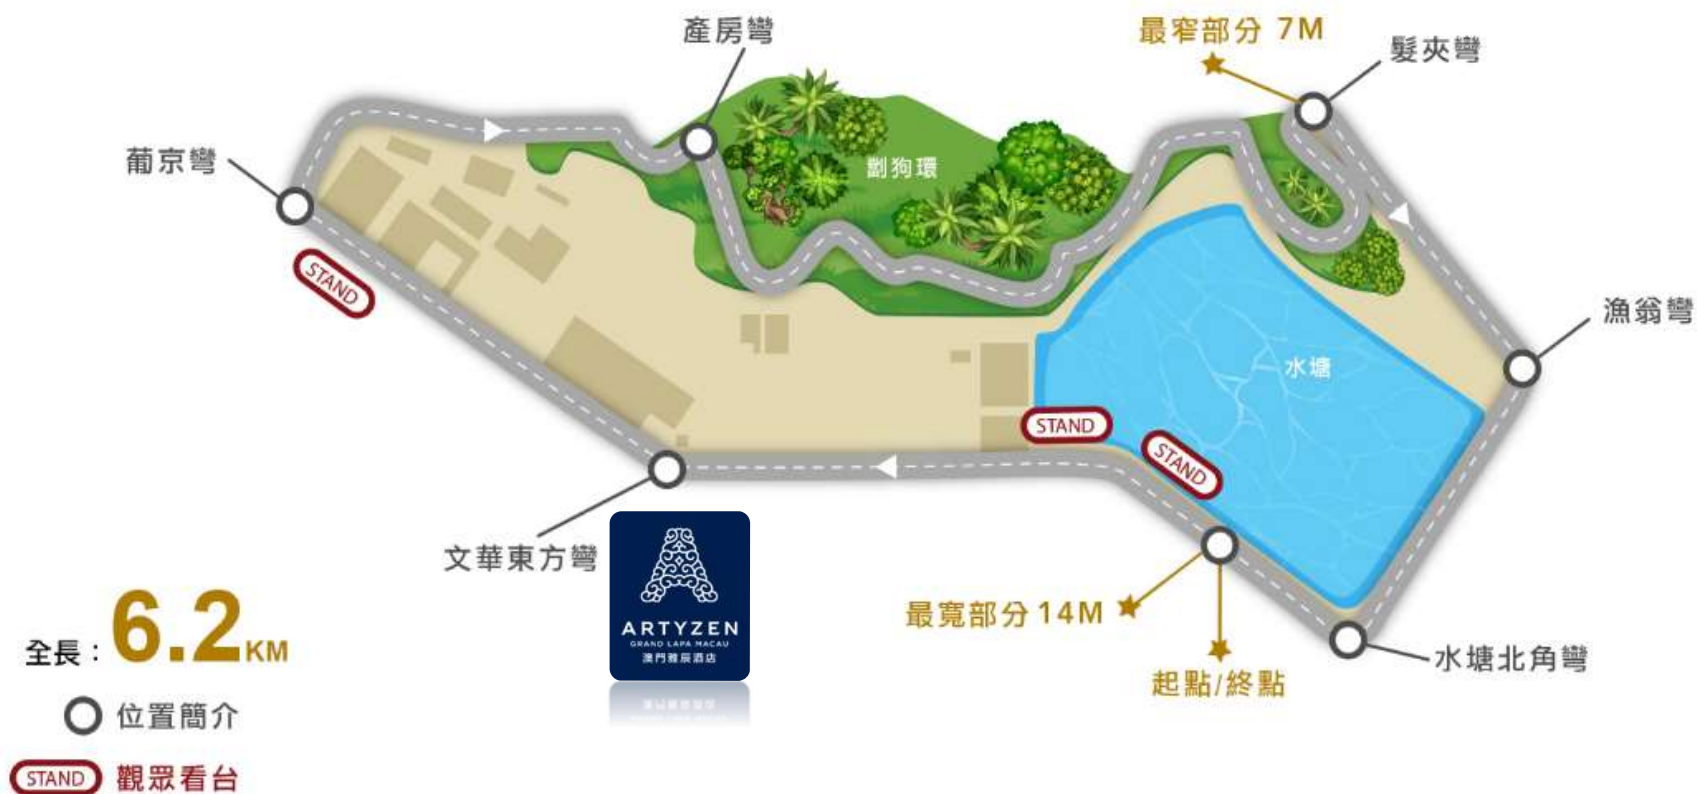 產房彎
最窄部分 7M
髮夾彎
葡京彎
劏狗環
STAND
漁翁彎
水塘
STAND
STAND
文華東方彎
ARTYZEN
GRAND LAPA MACAU
澳門雅辰酒店
最寬部分 14M
起點/終點
水塘北角彎
全長：6.2KM
位置簡介
STAND 觀眾看台